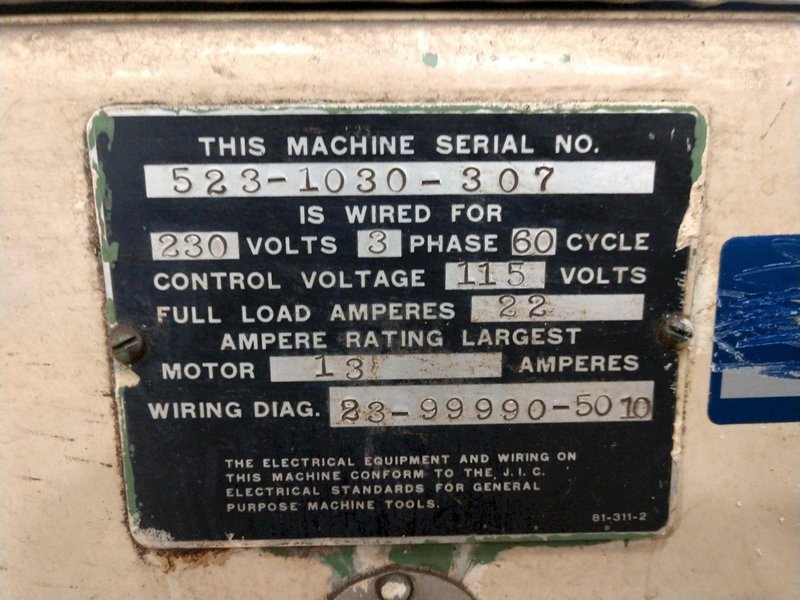 THIS MACHINE SERIAL NO.
523-1030-307
IS WIRED FOR
230 VOLTS 3 PHASE 60 CYCLE
CONTROL VOLTAGE 115 VOLTS
FULL LOAD AMPERES 22
AMPERE RATING LARGEST
MOTOR 13 AMPERES
WIRING DIAG. 23-99990-5010
THE ELECTRICAL EQUIPMENT AND WIRING ON
THIS MACHINE CONFORM TO THE J.I.C.
ELECTRICAL STANDARDS FOR GENERAL
PURPOSE MACHINE TOOLS.
81-311-2